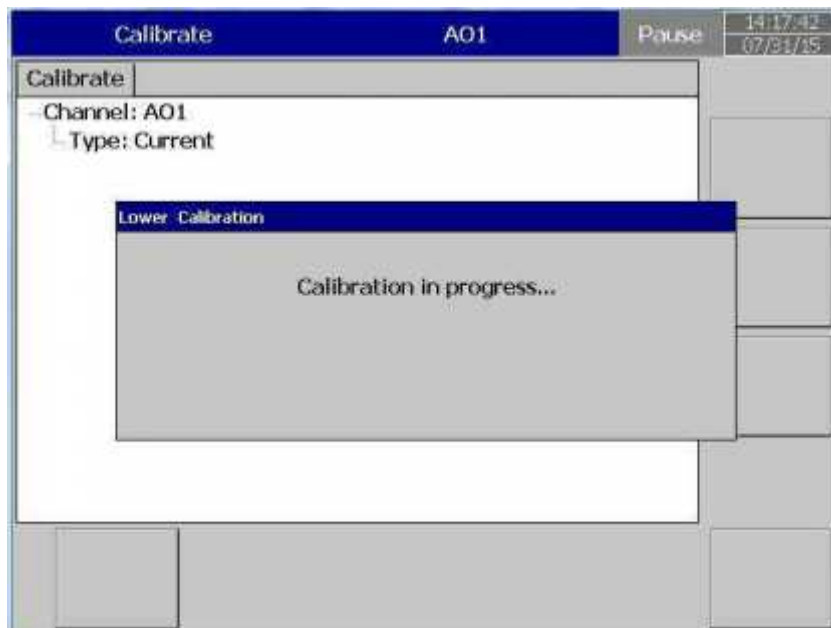 Calibrate AO1 Pause 14:17:42
07/31/15
Calibrate
Channel: AO1
Type: Current
Lower Calibration
Calibration in progress...